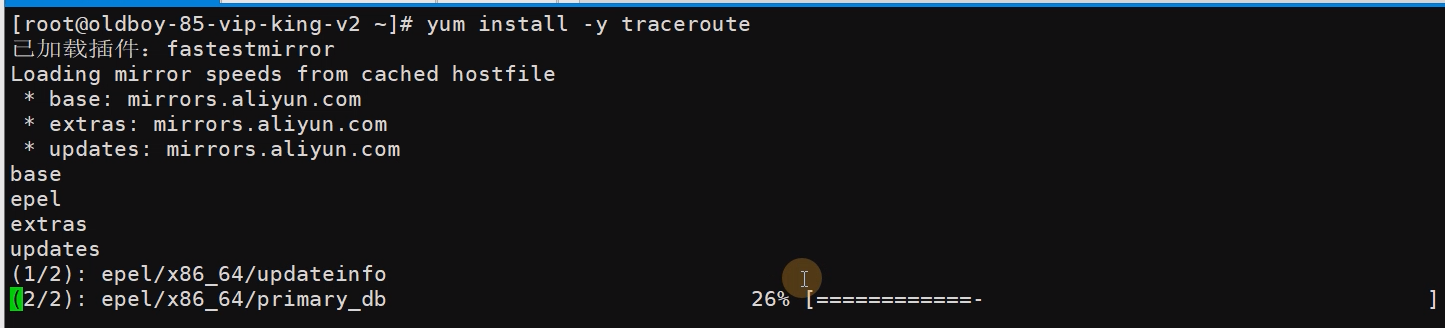 [root@oldboy-85-vip-king-v2 ~]# yum install -y traceroute
已加载插件：fastestmirror
Loading mirror speeds from cached hostfile
 * base: mirrors.aliyun.com
 * extras: mirrors.aliyun.com
 * updates: mirrors.aliyun.com
base
epel
extras
updates
(1/2): epel/x86_64/updateinfo
(2/2): epel/x86_64/primary_db 26% [============- ]